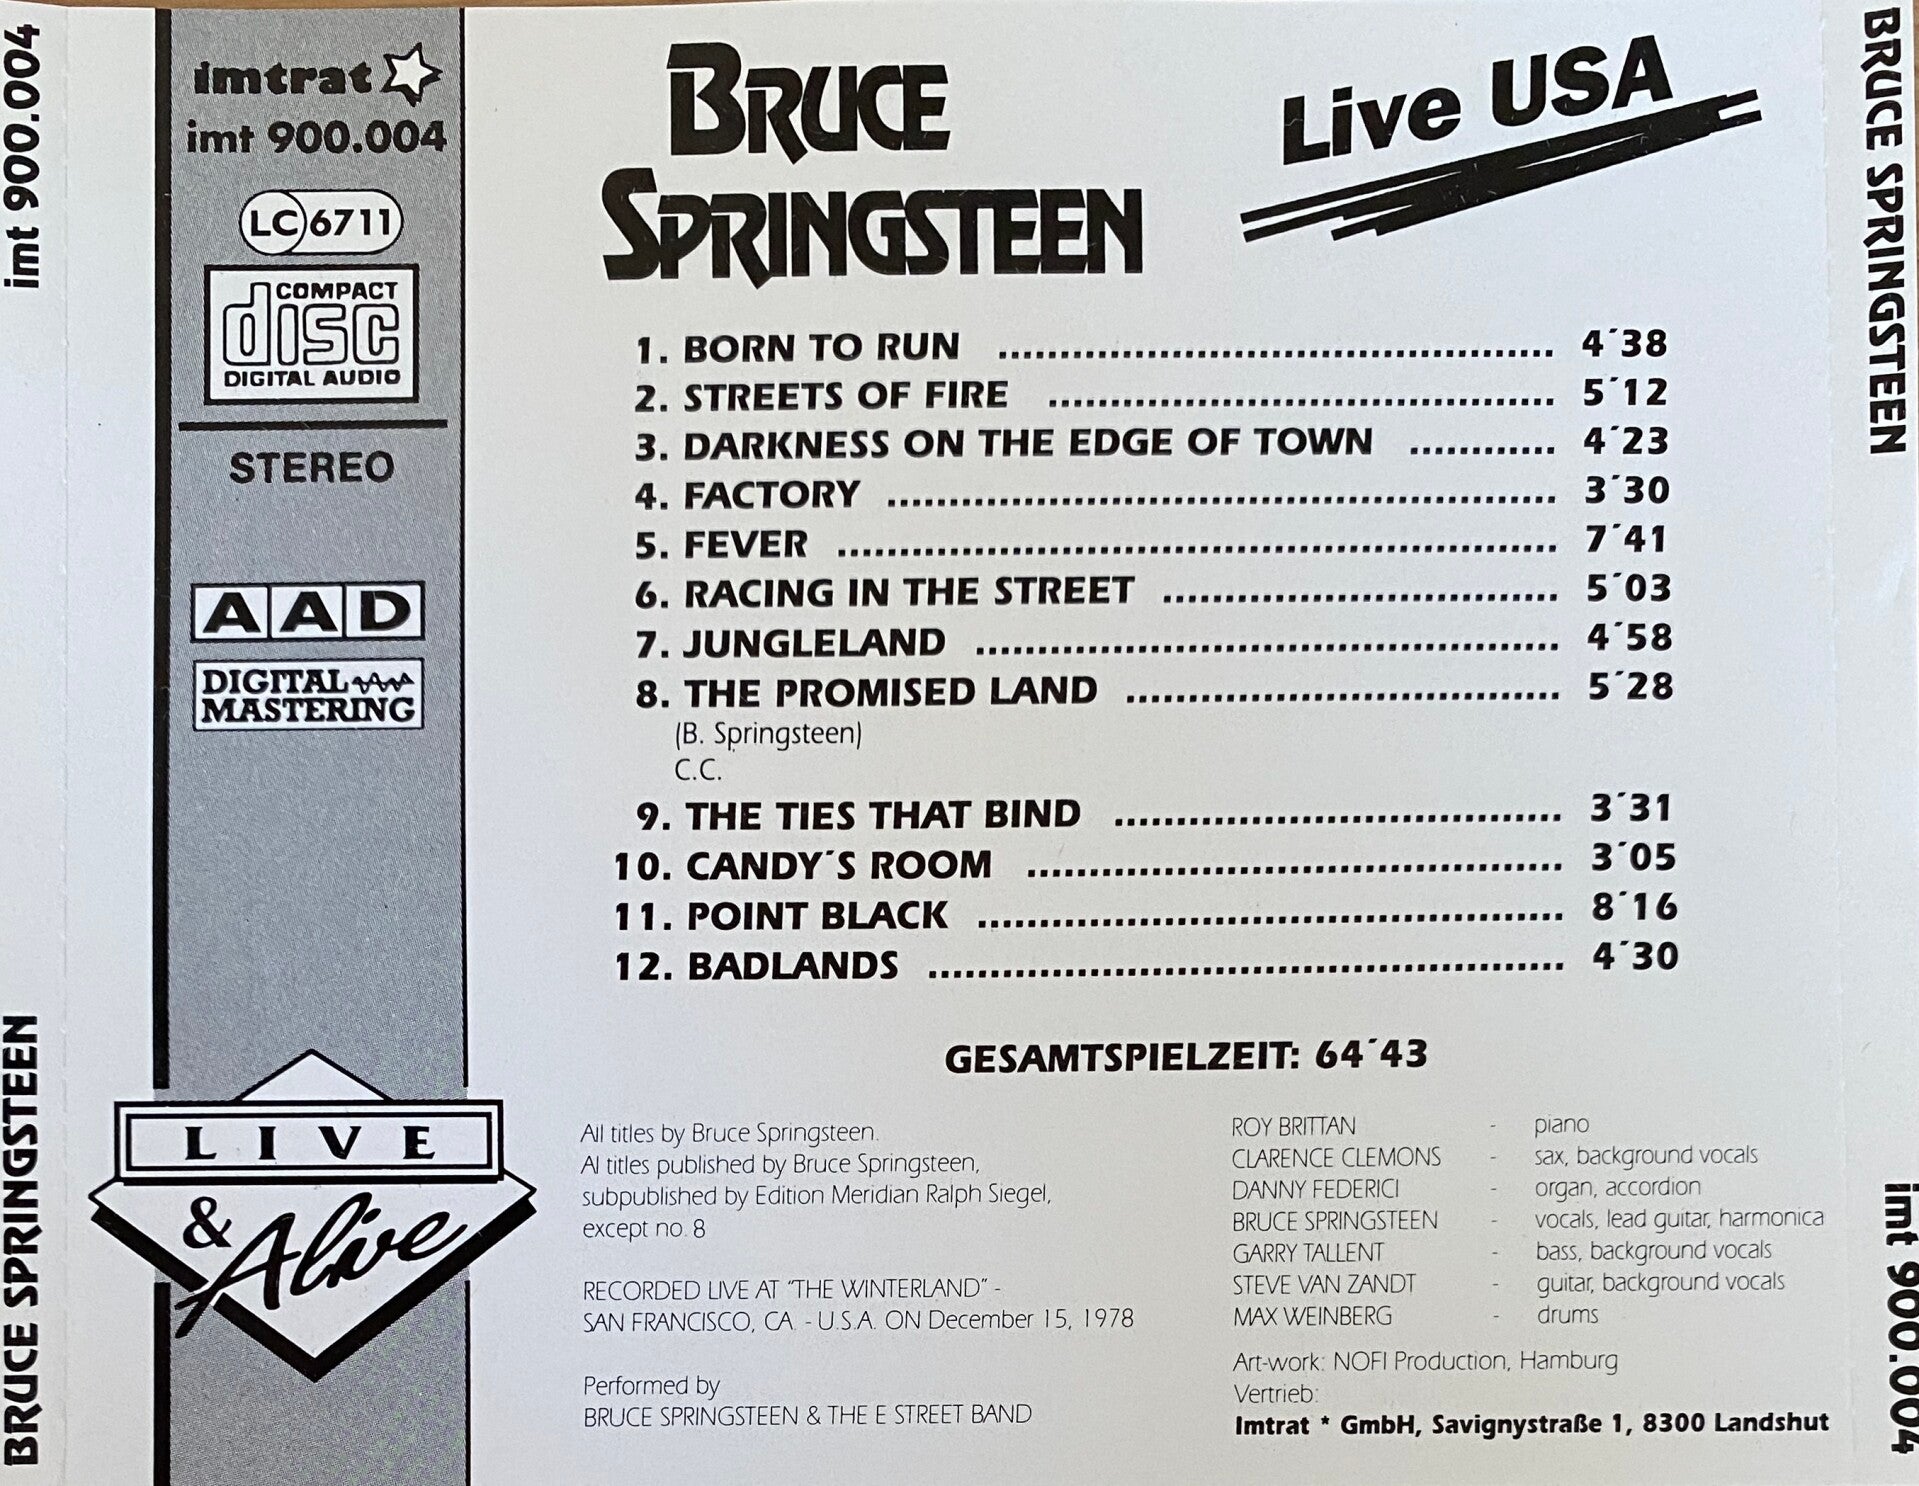 imt 900.004
BRUCE SPRINGSTEEN
imtrat
imt 900.004
LC 6711
COMPACT
disc
DIGITAL AUDIO
STEREO
AAD
DIGITAL
MASTERING
LIVE
& Alive
BRUCE
SPRINGSTEEN
Live USA
1. BORN TO RUN ........ 4´38
2. STREETS OF FIRE ........ 5´12
3. DARKNESS ON THE EDGE OF TOWN ........ 4´23
4. FACTORY ........ 3´30
5. FEVER ........ 7´41
6. RACING IN THE STREET ........ 5´03
7. JUNGLELAND ........ 4´58
8. THE PROMISED LAND ........ 5´28
(B. Springsteen)
C.C.
9. THE TIES THAT BIND ........ 3´31
10. CANDY´S ROOM ........ 3´05
11. POINT BLACK ........ 8´16
12. BADLANDS ........ 4´30
GESAMTSPIELZEIT: 64´43
All titles by Bruce Springsteen.
Al titles published by Bruce Springsteen,
subpublished by Edition Meridian Ralph Siegel,
except no. 8
RECORDED LIVE AT "THE WINTERLAND" -
SAN FRANCISCO, CA. - U.S.A. ON December 15, 1978
Performed by
BRUCE SPRINGSTEEN & THE E STREET BAND
ROY BRITTAN - piano
CLARENCE CLEMONS - sax, background vocals
DANNY FEDERICI - organ, accordion
BRUCE SPRINGSTEEN - vocals, lead guitar, harmonica
GARRY TALLENT - bass, background vocals
STEVE VAN ZANDT - guitar, background vocals
MAX WEINBERG - drums
Art-work: NOFI Production, Hamburg
Vertrieb:
Imtrat * GmbH, Savignystraße 1, 8300 Landshut
BRUCE SPRINGSTEEN
imt 900.004